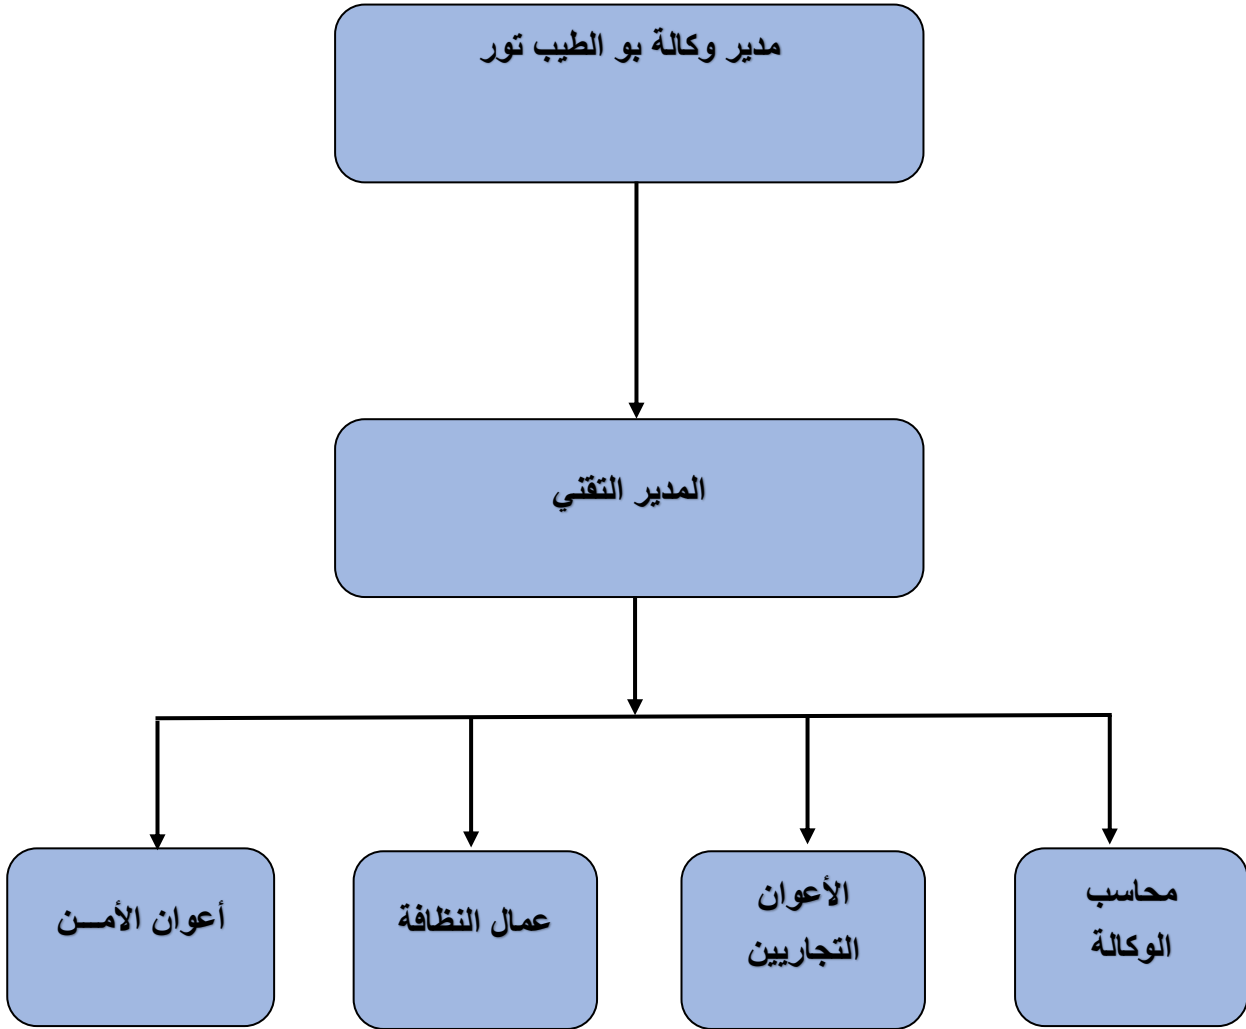 مدير وكالة بو الطيب تور
المدير التقني
محاسب
الوكالة
الأعوان
التجاريين
عمال النظافة
أعوان الأمـــن